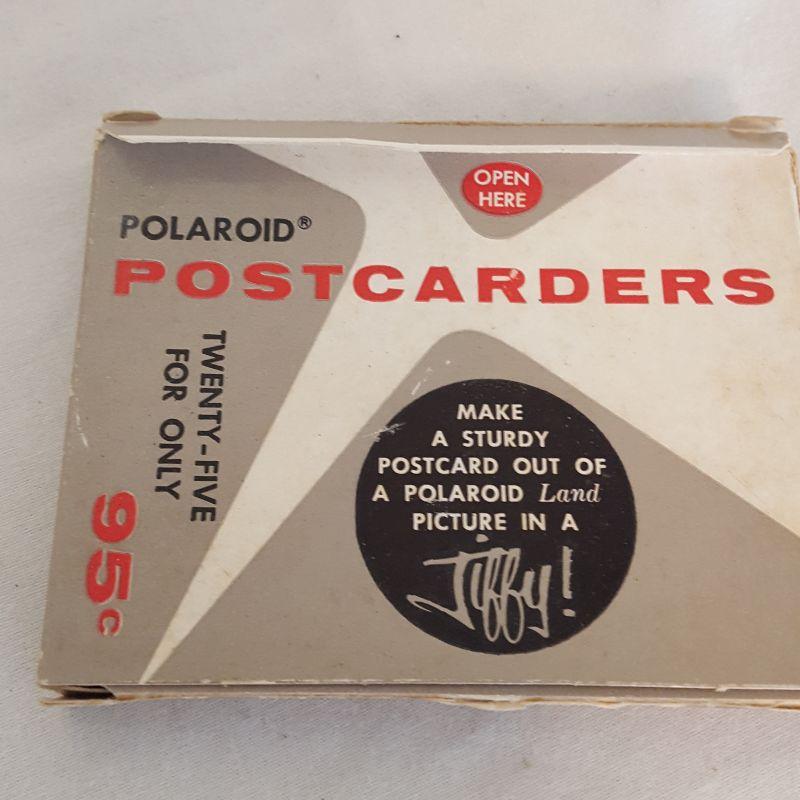 OPEN
HERE
POLAROID®
POSTCARDERS
TWENTY-FIVE
FOR ONLY
95c
MAKE
A STURDY
POSTCARD OUT OF
A POLAROID Land
PICTURE IN A
Jiffy!